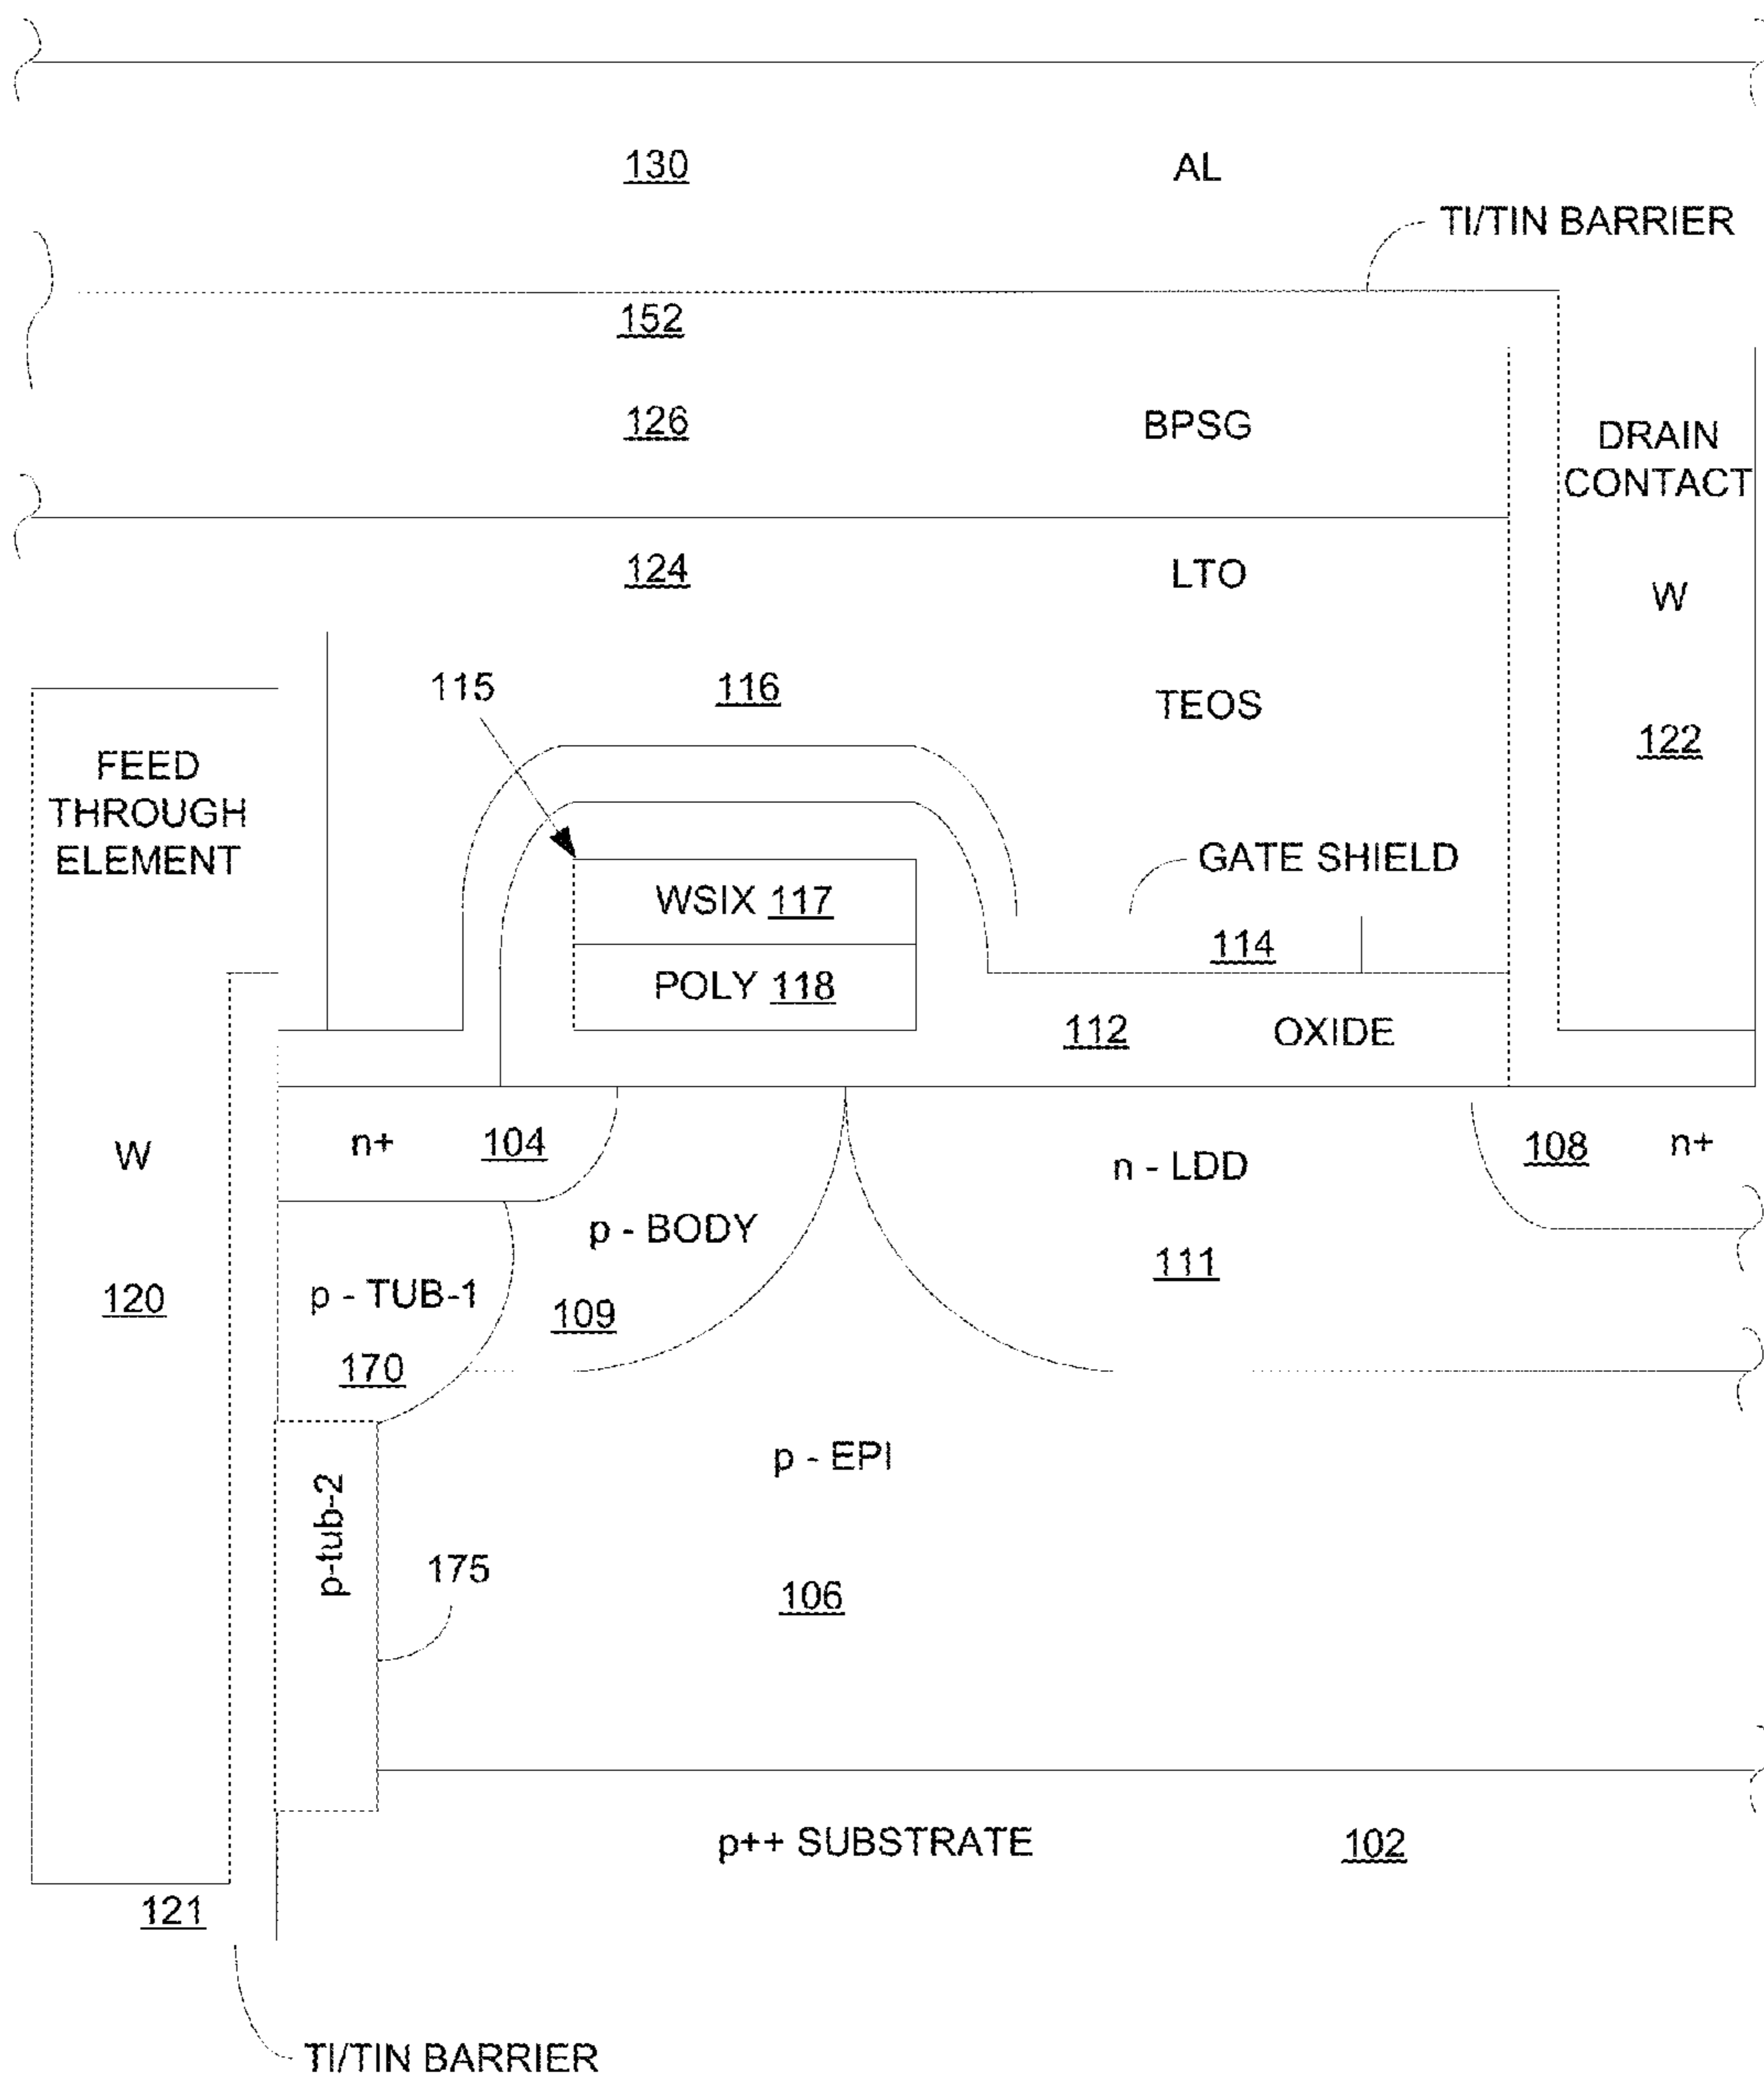 130 AL
TI/TIN BARRIER
152
126 BPSG
DRAIN
CONTACT
124 LTO
W
115 116 TEOS
122
FEED
THROUGH
ELEMENT
GATE SHIELD
WSIX 117
114
POLY 118
112 OXIDE
W
n+ 104
n - LDD
108 n+
p - BODY
111
120
p - TUB-1
109
170
p - EPI
p-tub-2
175
106
p++ SUBSTRATE 102
121
TI/TIN BARRIER